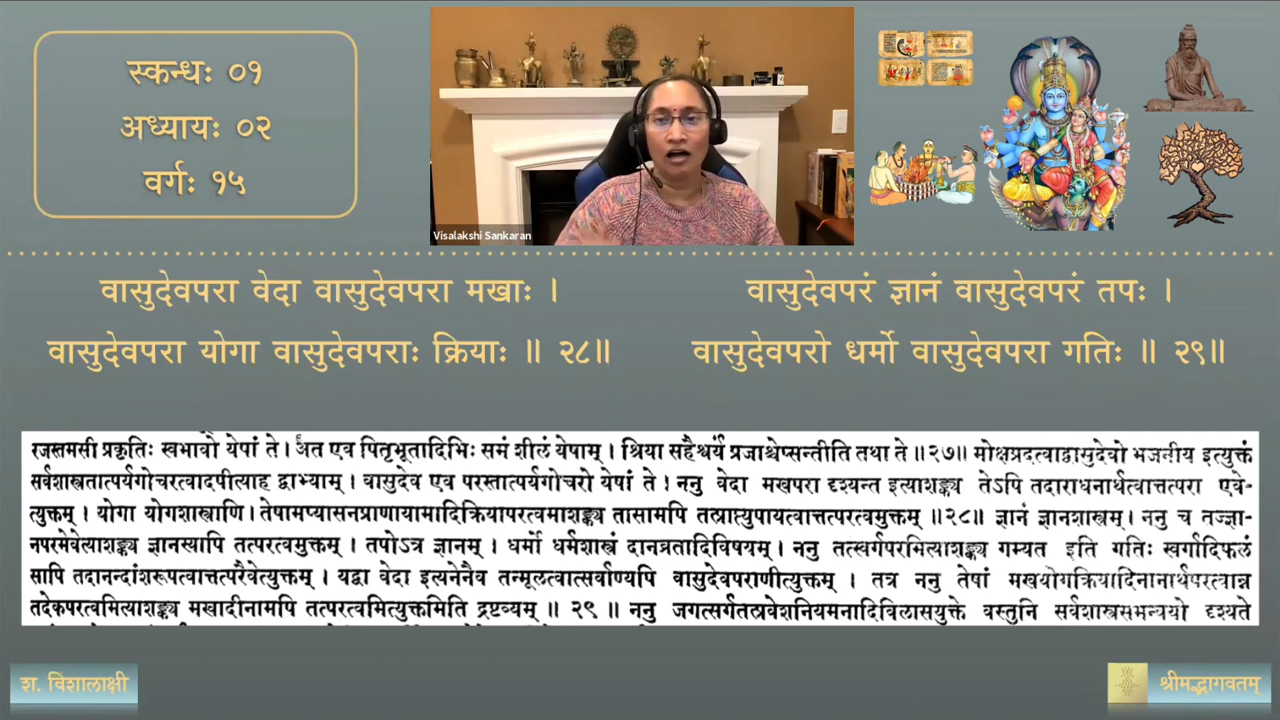 स्कन्धः ०१
अध्यायः ०२
वर्गः १५
Visalakshi Sankaran
वासुदेवपरा वेदा वासुदेवपरा मखाः ।
वासुदेवपरा योगा वासुदेवपराः क्रियाः ॥ २८॥
वासुदेवपरं ज्ञानं वासुदेवपरं तपः ।
वासुदेवपरो धर्मो वासुदेवपरा गतिः ॥ २९॥
रजस्तमसी प्रकृतिः स्वभावो येषां ते । अत एव पितृभूतादिभिः समं शीलं येषाम् । श्रिया सहैश्वर्यं प्रजाश्चेप्सन्तीति तथा ते ॥२७॥ मोक्षप्रदत्वाद्वासुदेवो भजनीय इत्युक्तं
सर्वशास्त्रतात्पर्यगोचरत्वादपीत्याह द्वाभ्याम् । वासुदेव एव परस्तात्पर्यगोचरो येषां ते । ननु वेदा मखपरा दृश्यन्त इत्याशङ्क्य तेऽपि तदाराधनार्थत्वात्तत्परा एवे-
त्युक्तम् । योगा योगशास्त्राणि । तेषामप्यासनप्राणायामादिक्रियापरत्वमाशङ्क्य तासामपि तत्प्राप्त्युपायत्वात्तत्परत्वमुक्तम् ॥२८॥ ज्ञानं ज्ञानशास्त्रम् । ननु च तज्ज्ञा-
नपरमेवेत्याशङ्क्य ज्ञानस्यापि तत्परत्वमुक्तम् । तपोऽत्र ज्ञानम् । धर्मो धर्मशास्त्रं दानव्रतादिविषयम् । ननु तत्स्वर्गपरमित्याशङ्क्य गम्यत इति गतिः स्वर्गादिफलं
सापि तदानन्दांशरूपत्वात्तत्परैवेत्युक्तम् । यद्वा वेदा इत्यनेनैव तन्मूलत्वात्सर्वाण्यपि वासुदेवपराणीत्युक्तम् । तत्र ननु तेषां मखयोगक्रियादिनानार्थपरत्वान्न
तदेकपरत्वमित्याशङ्क्य मखादीनामपि तत्परत्वमित्युक्तमिति द्रष्टव्यम् ॥ २९ ॥ ननु जगत्सर्गतत्प्रवेशनियमनादिविलासयुक्ते वस्तुनि सर्वशास्त्रसमन्वयो दृश्यते
श. विशालाक्षी
श्रीमद्भागवतम्